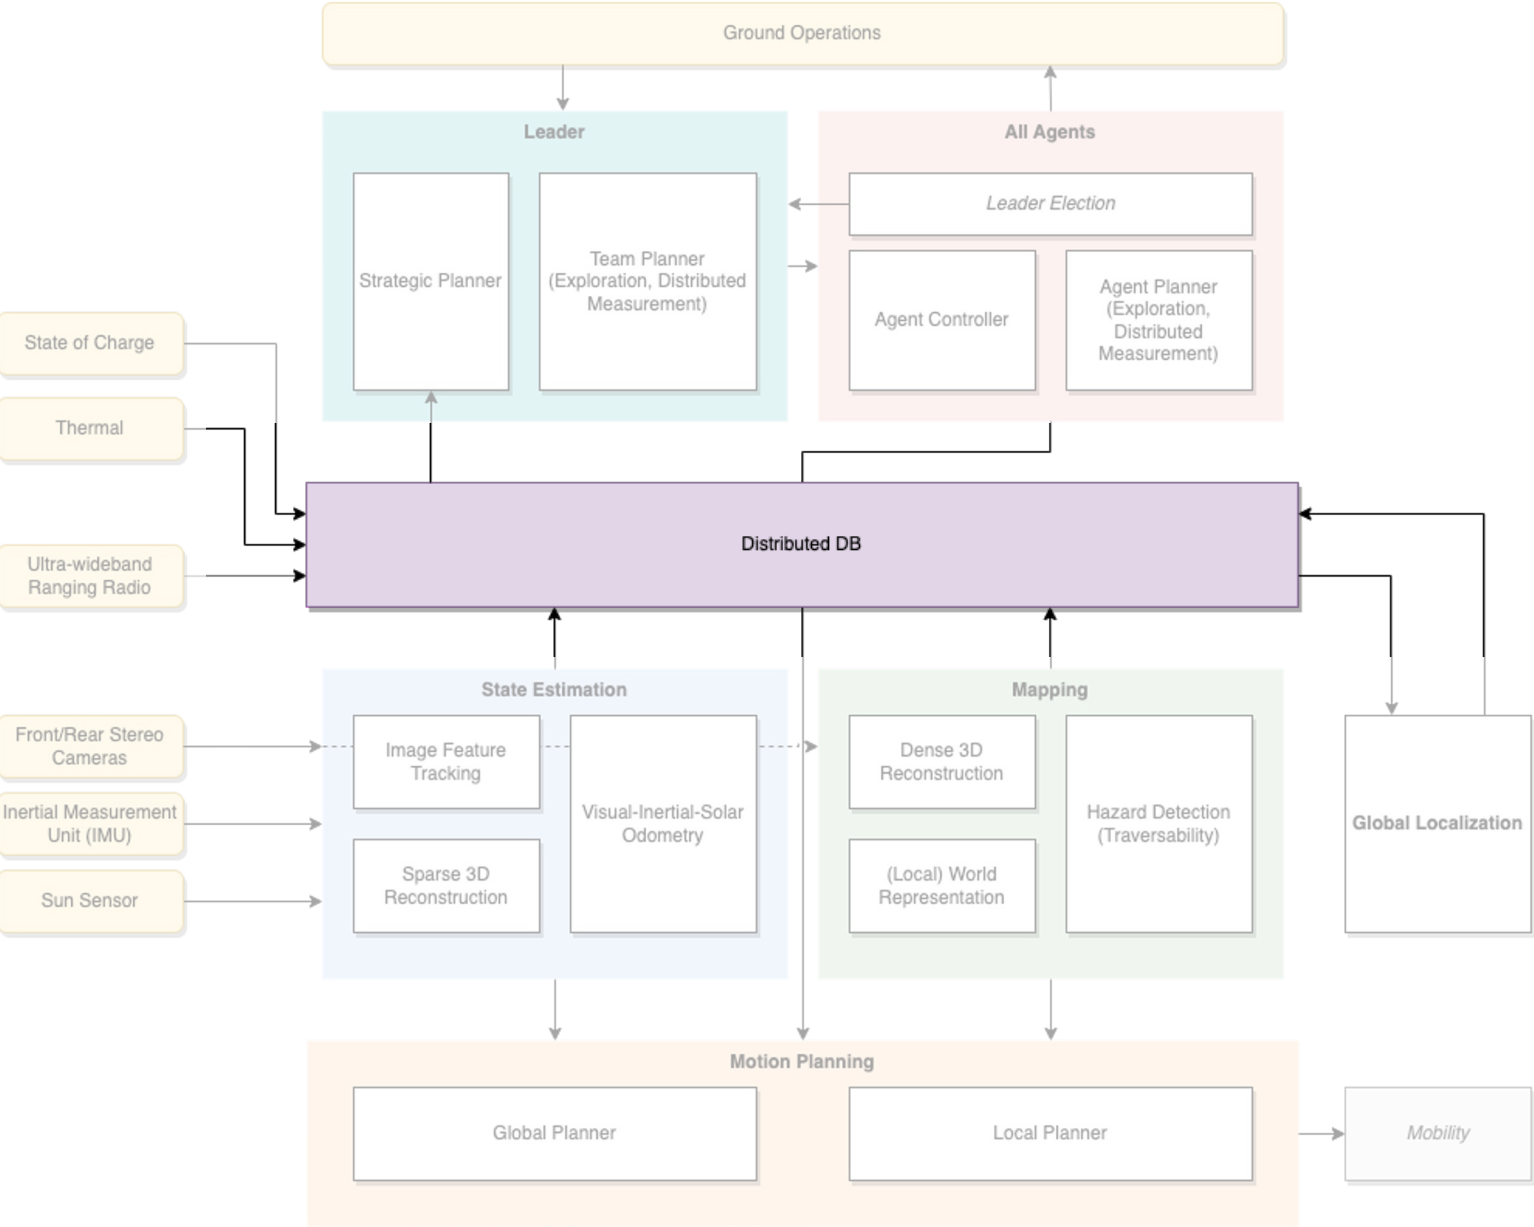 Ground Operations
Leader
All Agents
Strategic Planner
Team Planner
(Exploration, Distributed
Measurement)
Leader Election
Agent Controller
Agent Planner
(Exploration,
Distributed
Measurement)
State of Charge
Thermal
Ultra-wideband
Ranging Radio
Distributed DB
State Estimation
Mapping
Front/Rear Stereo
Cameras
Inertial Measurement
Unit (IMU)
Sun Sensor
Image Feature
Tracking
Sparse 3D
Reconstruction
Visual-Inertial-Solar
Odometry
Dense 3D
Reconstruction
(Local) World
Representation
Hazard Detection
(Traversability)
Global Localization
Motion Planning
Global Planner
Local Planner
Mobility